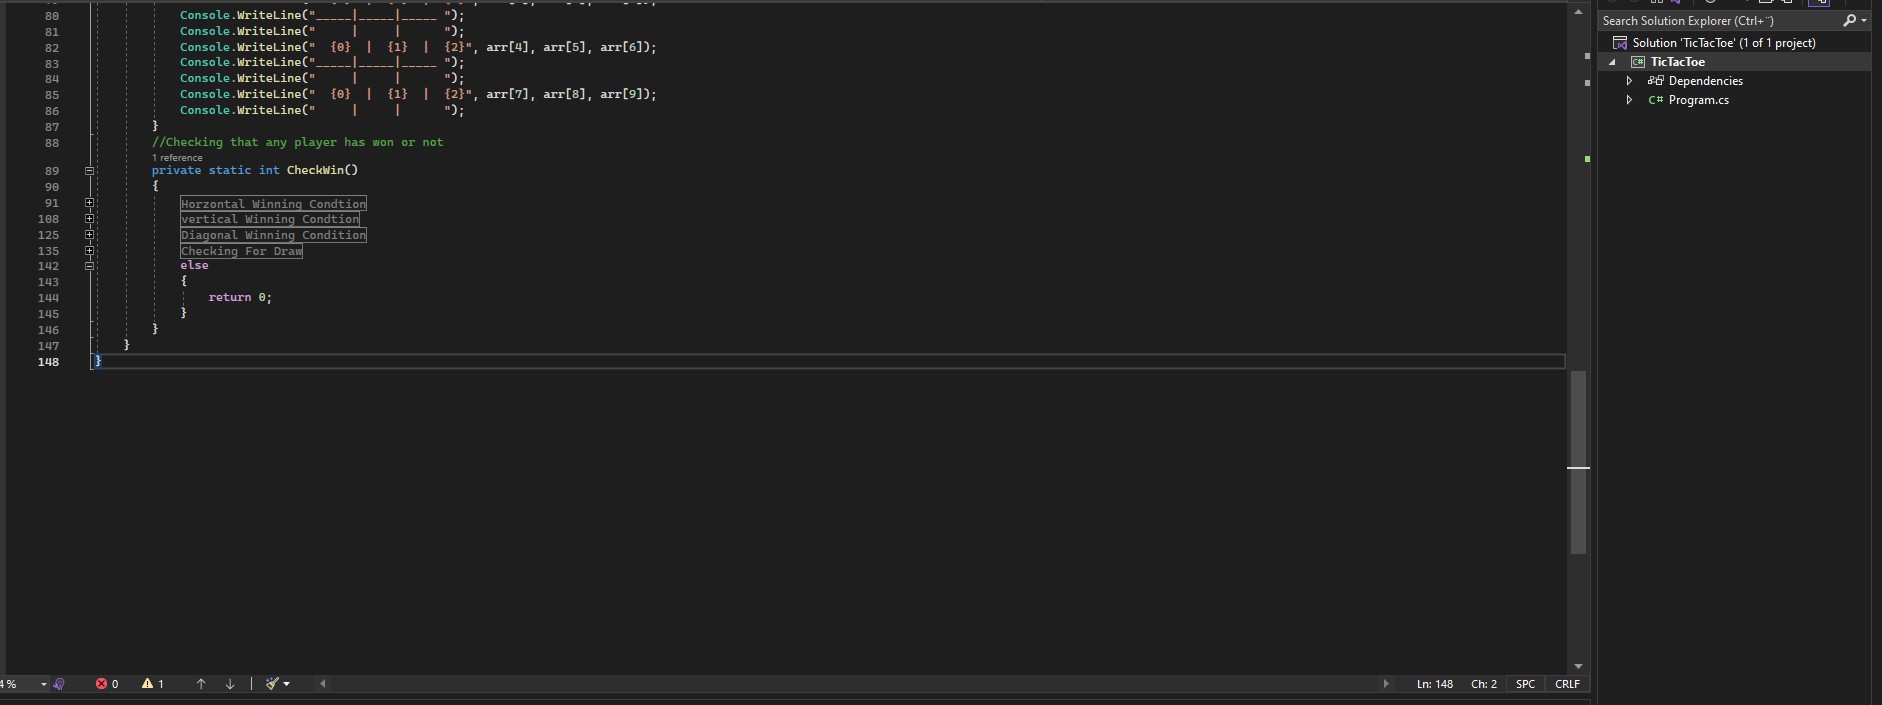 80 Console.WriteLine("_____|_____|_____ ");
81 Console.WriteLine("     |     |      ");
82 Console.WriteLine("  {0}  |  {1}  |  {2}", arr[4], arr[5], arr[6]);
83 Console.WriteLine("_____|_____|_____ ");
84 Console.WriteLine("     |     |      ");
85 Console.WriteLine("  {0}  |  {1}  |  {2}", arr[7], arr[8], arr[9]);
86 Console.WriteLine("     |     |      ");
87 }
88 //Checking that any player has won or not
1 reference
89 private static int CheckWin()
90 {
91 Horzontal Winning Condtion
108 vertical Winning Condtion
125 Diagonal Winning Condition
135 Checking For Draw
142 else
143 {
144 return 0;
145 }
146 }
147 }
148 }
4 % 0 1 Ln: 148 Ch: 2 SPC CRLF
Search Solution Explorer (Ctrl+¨)
Solution 'TicTacToe' (1 of 1 project)
C# TicTacToe
Dependencies
C# Program.cs